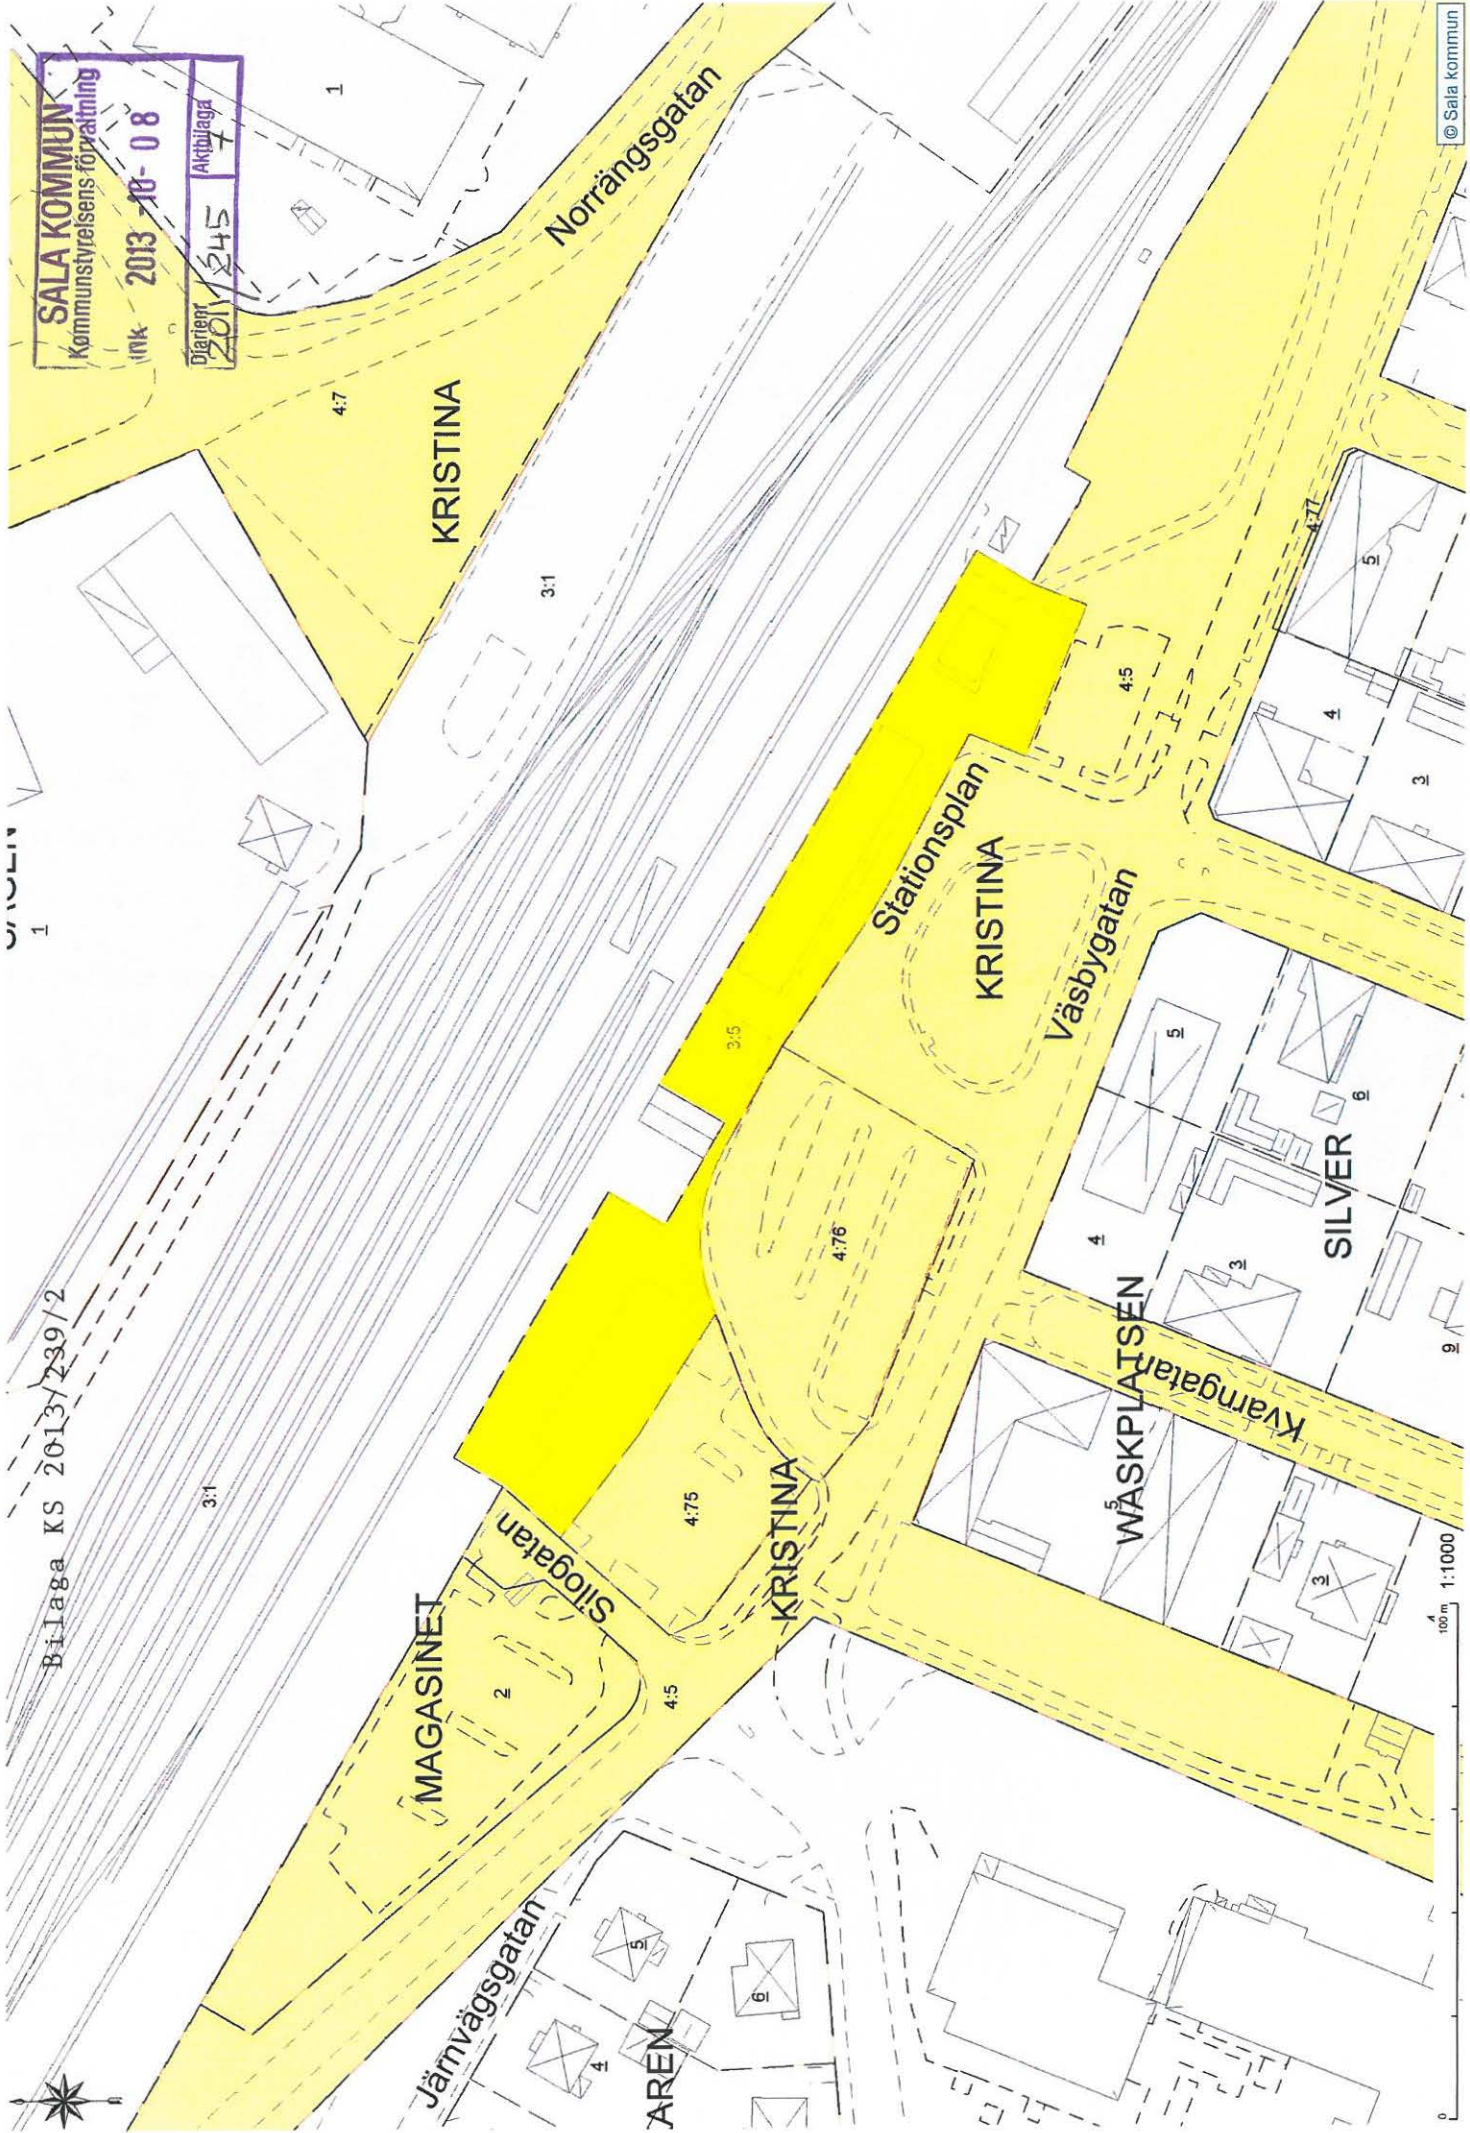 Bilaga KS 2013/239/2
SALA KOMMUN
Kommunstyrelsens förvaltning
Ink 2013 -10- 08
Diarienr
2011/245
Aktbilaga
7
1
1
3:1
4:7
KRISTINA
Norrängsgatan
3:1
MAGASINET
2
Silogatan
4:5
4:75
KRISTINA
4:76
3:5
Stationsplan
KRISTINA
Väsbygatan
4:5
4:77
Järnvägsgatan
4
5
6
AREN
WASKPLATSEN
5
3
Kvarngatan
4
5
3
6
SILVER
9
3
4
5
0
100 m
1:1000
© Sala kommun